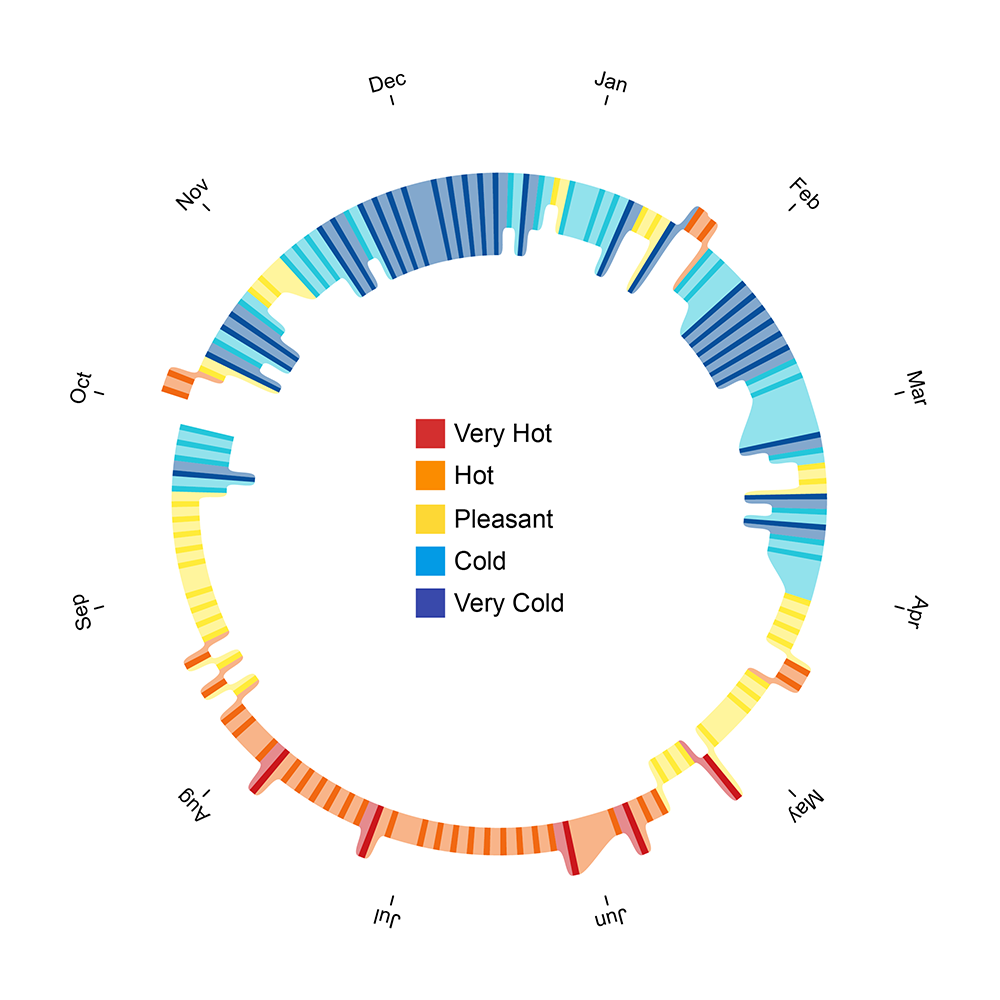 Dec
Jan
Nov
Feb
Oct
Mar
Very Hot
Hot
Pleasant
Cold
Very Cold
Sep
Apr
Aug
May
Jul
Jun